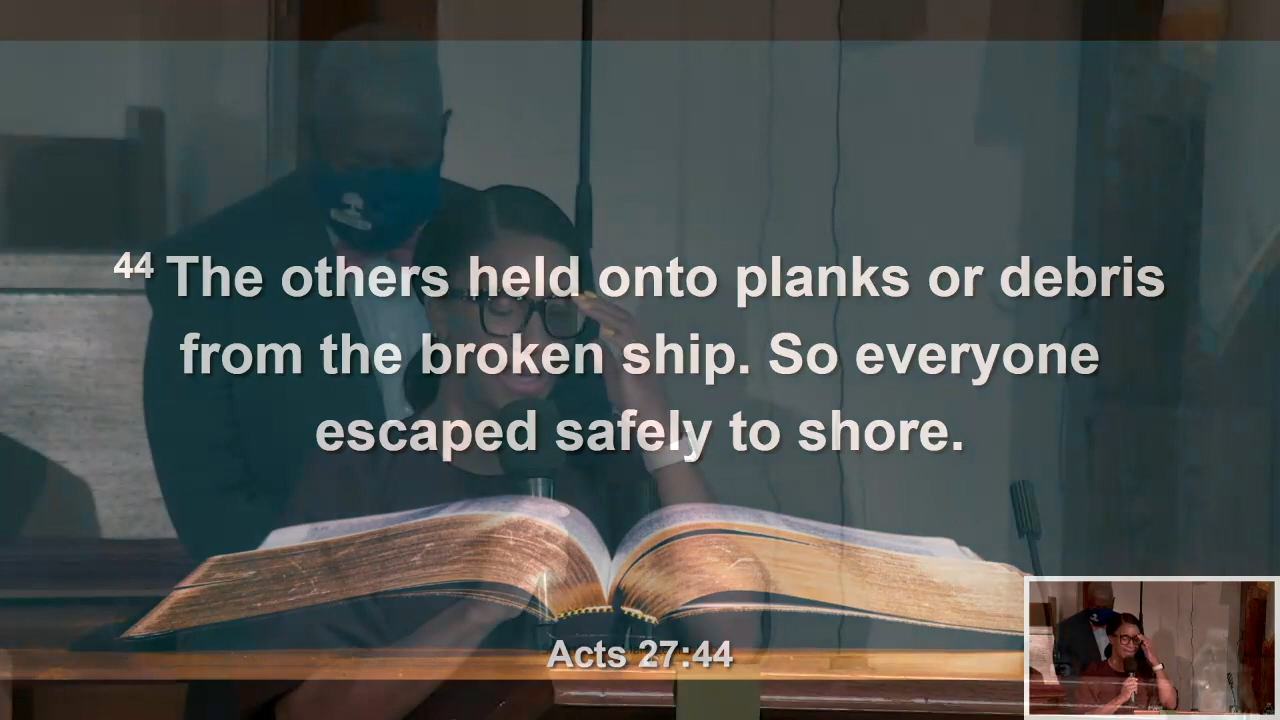 44 The others held onto planks or debris
from the broken ship. So everyone
escaped safely to shore.
Acts 27:44